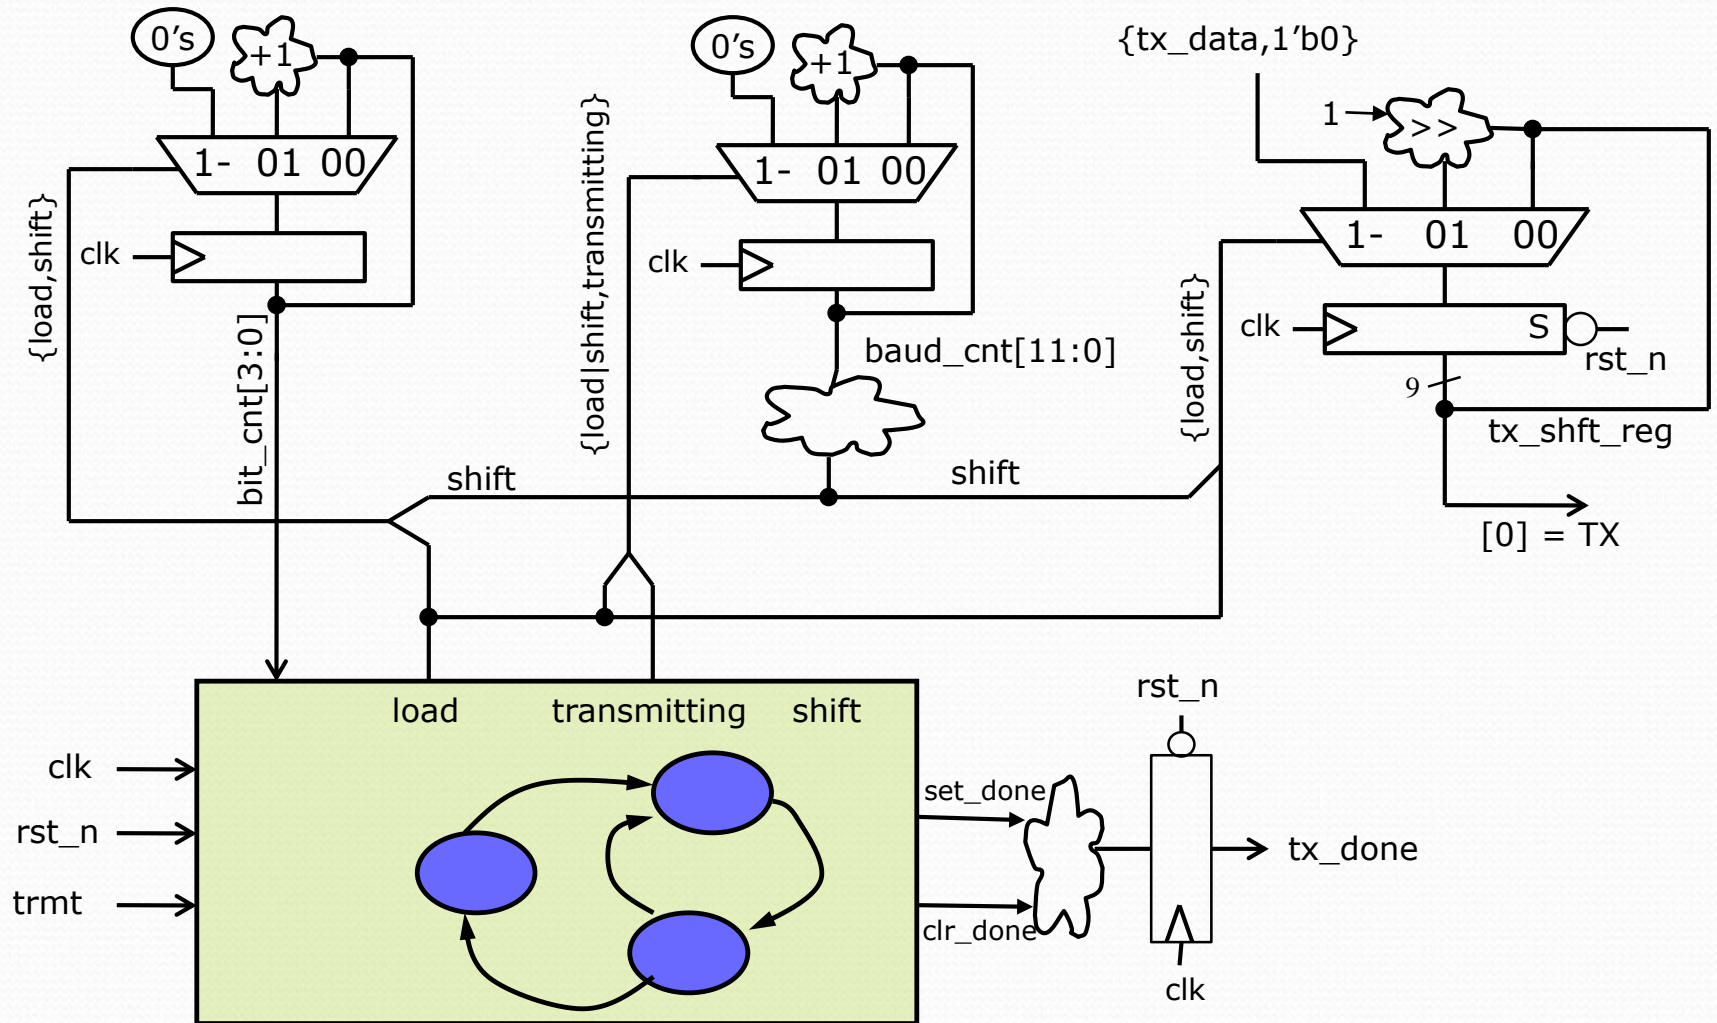 0's
+1
0's
+1
{tx_data,1'b0}
1
>>
1- 01 00
1- 01 00
1- 01 00
{load,shift}
clk
{load|shift,transmitting}
clk
{load,shift}
clk
S
rst_n
bit_cnt[3:0]
baud_cnt[11:0]
9
tx_shft_reg
shift
shift
[0] = TX
load
transmitting
shift
clk
rst_n
trmt
set_done
clr_done
rst_n
tx_done
clk